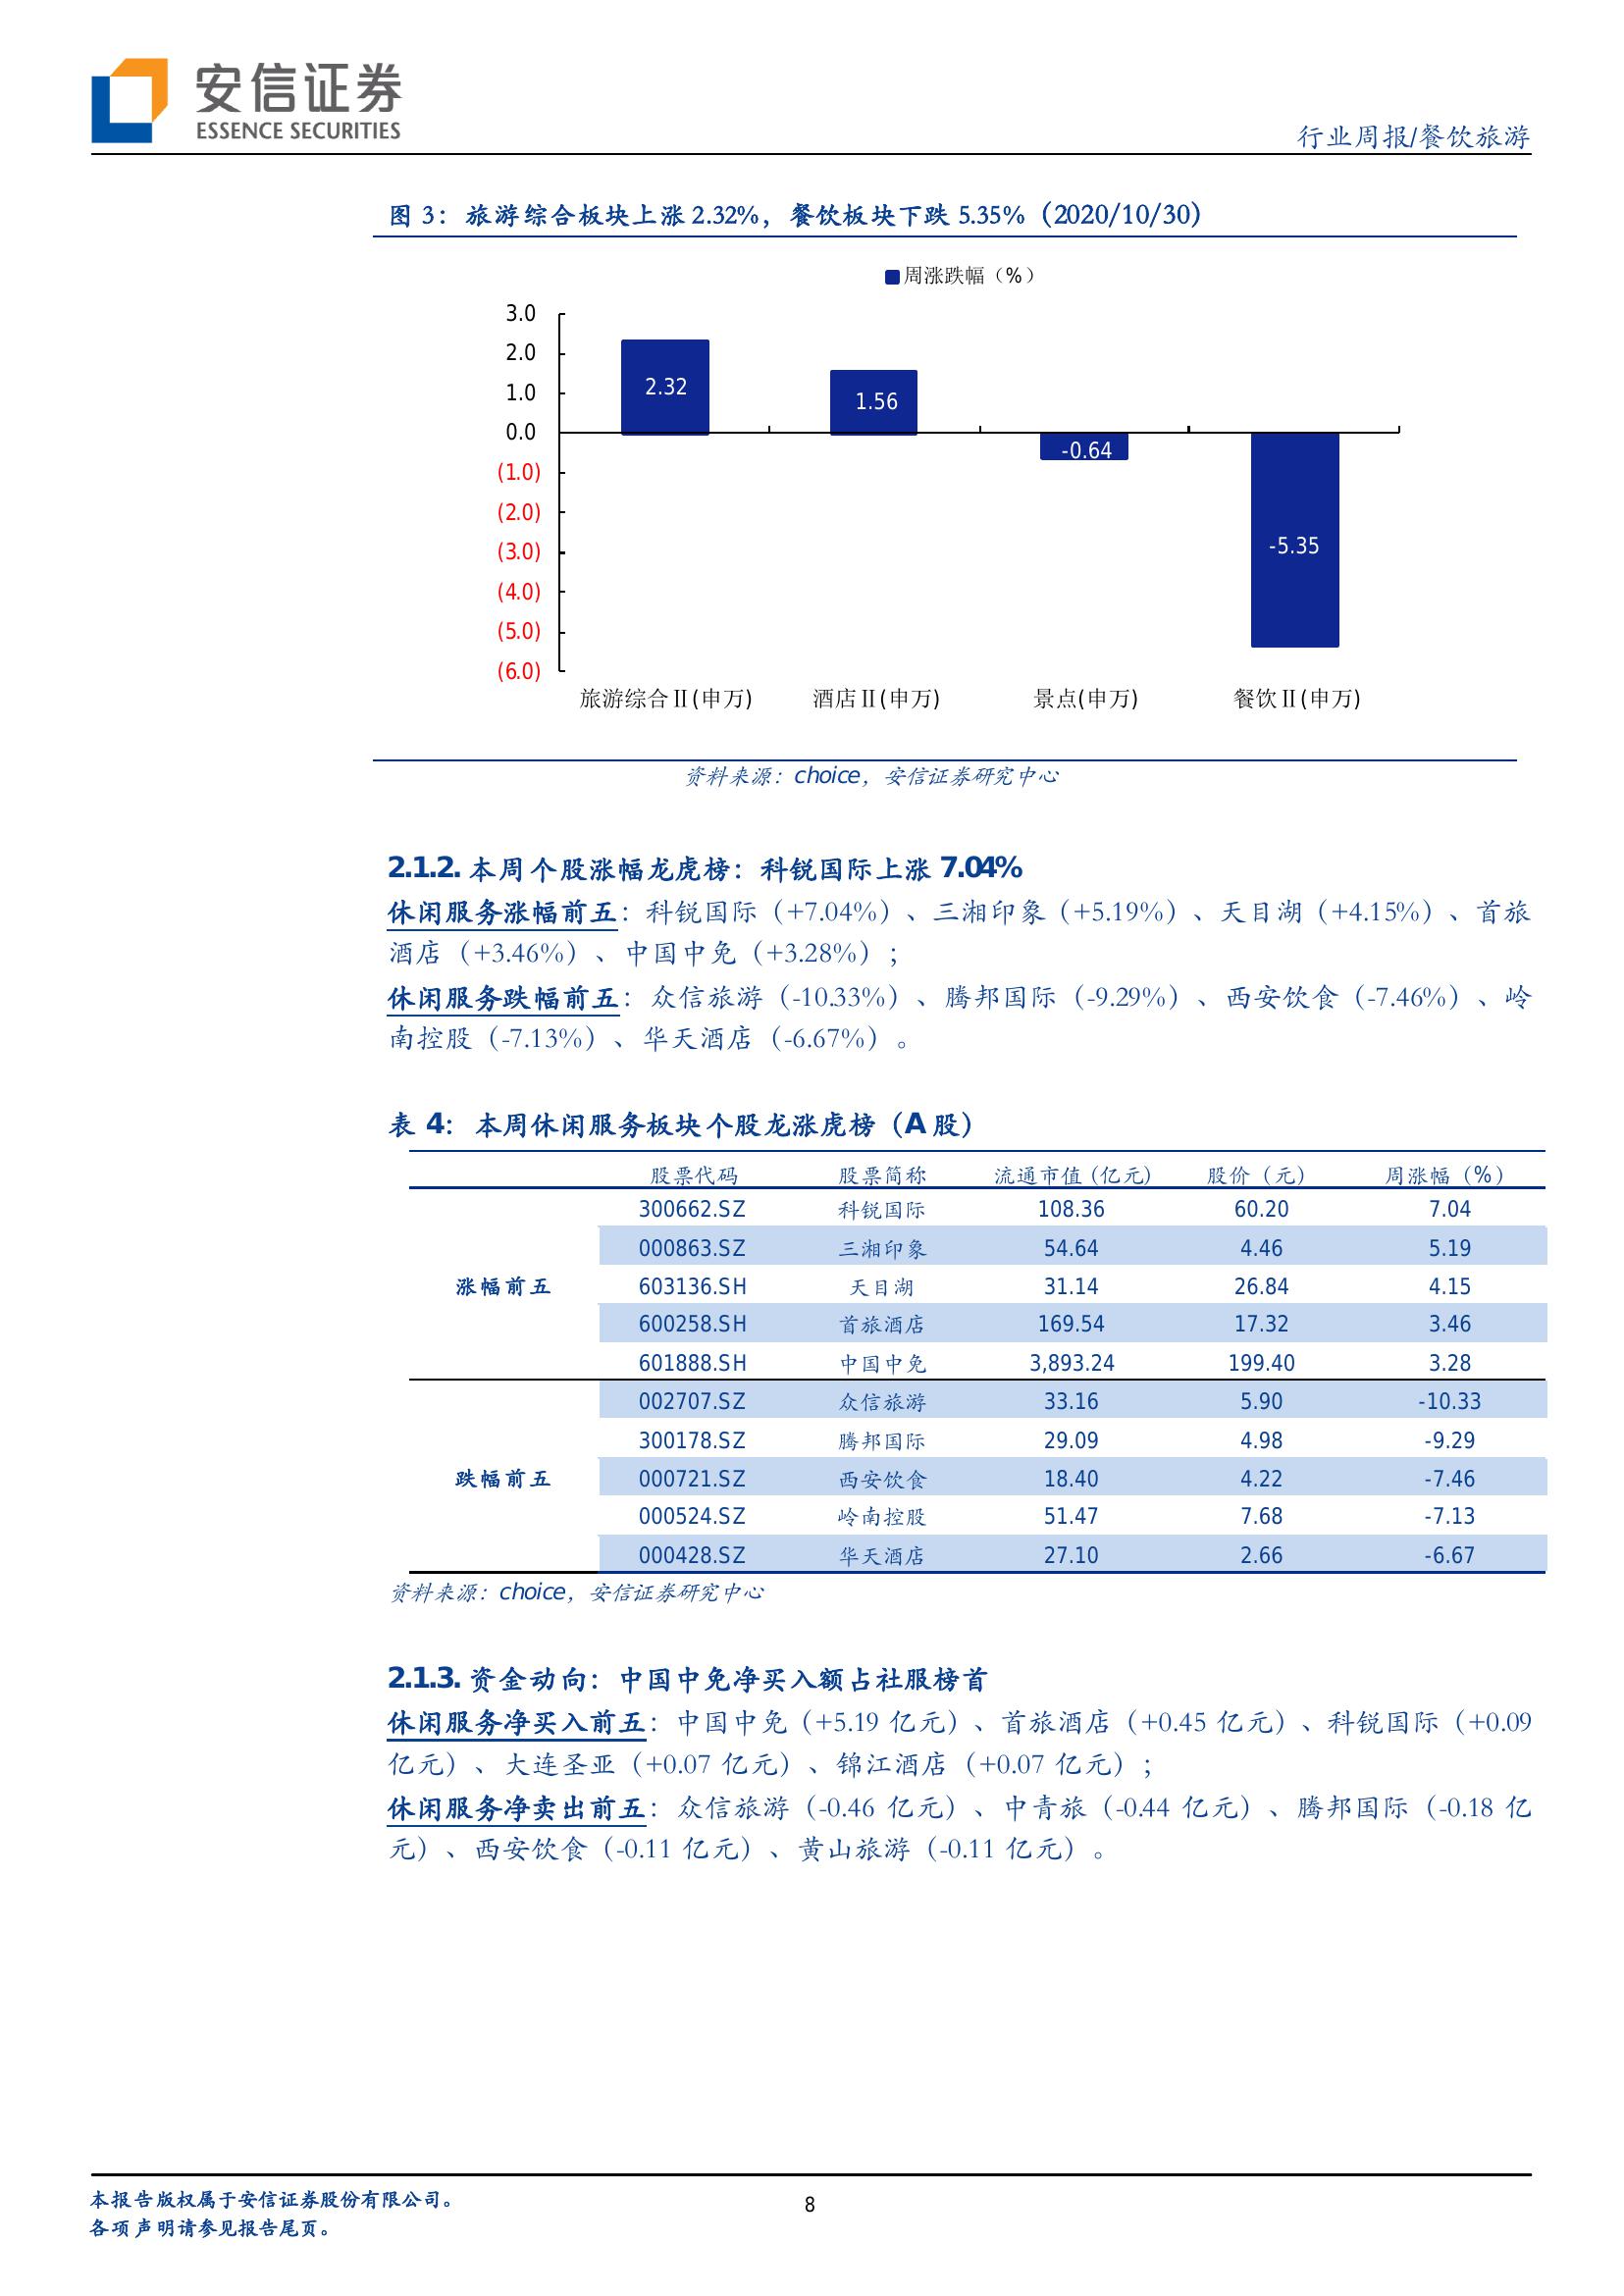 安信证券
ESSENCE SECURITIES
行业周报/餐饮旅游
图 3：旅游综合板块上涨 2.32%，餐饮板块下跌 5.35%（2020/10/30）
周涨跌幅（%）
3.0
2.0
1.0
0.0
(1.0)
(2.0)
(3.0)
(4.0)
(5.0)
(6.0)
2.32
1.56
-0.64
-5.35
旅游综合Ⅱ(申万) 酒店Ⅱ(申万) 景点(申万) 餐饮Ⅱ(申万)
资料来源：choice，安信证券研究中心
2.1.2. 本周个股涨幅龙虎榜：科锐国际上涨 7.04%
休闲服务涨幅前五：科锐国际（+7.04%）、三湘印象（+5.19%）、天目湖（+4.15%）、首旅
酒店（+3.46%）、中国中免（+3.28%）；
休闲服务跌幅前五：众信旅游（-10.33%）、腾邦国际（-9.29%）、西安饮食（-7.46%）、岭
南控股（-7.13%）、华天酒店（-6.67%）。
表 4：本周休闲服务板块个股龙涨虎榜（A 股）
股票代码 股票简称 流通市值(亿元) 股价（元） 周涨幅（%）
300662.SZ 科锐国际 108.36 60.20 7.04
000863.SZ 三湘印象 54.64 4.46 5.19
涨幅前五 603136.SH 天目湖 31.14 26.84 4.15
600258.SH 首旅酒店 169.54 17.32 3.46
601888.SH 中国中免 3,893.24 199.40 3.28
002707.SZ 众信旅游 33.16 5.90 -10.33
300178.SZ 腾邦国际 29.09 4.98 -9.29
跌幅前五 000721.SZ 西安饮食 18.40 4.22 -7.46
000524.SZ 岭南控股 51.47 7.68 -7.13
000428.SZ 华天酒店 27.10 2.66 -6.67
资料来源：choice，安信证券研究中心
2.1.3. 资金动向：中国中免净买入额占社服榜首
休闲服务净买入前五：中国中免（+5.19 亿元）、首旅酒店（+0.45 亿元）、科锐国际（+0.09
亿元）、大连圣亚（+0.07 亿元）、锦江酒店（+0.07 亿元）；
休闲服务净卖出前五：众信旅游（-0.46 亿元）、中青旅（-0.44 亿元）、腾邦国际（-0.18 亿
元）、西安饮食（-0.11 亿元）、黄山旅游（-0.11 亿元）。
本报告版权属于安信证券股份有限公司。
8
各项声明请参见报告尾页。